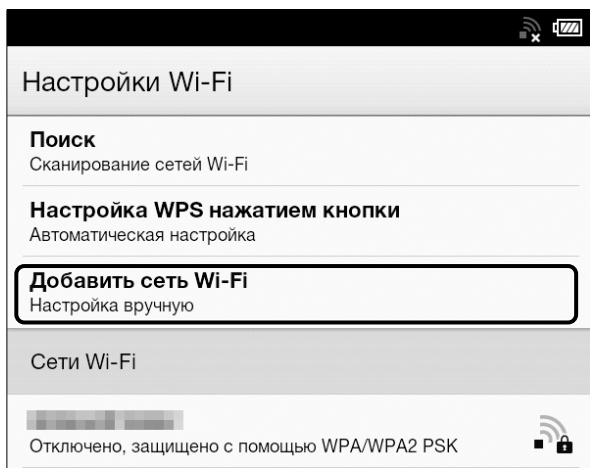 Настройки Wi-Fi
Поиск
Сканирование сетей Wi-Fi
Настройка WPS нажатием кнопки
Автоматическая настройка
Добавить сеть Wi-Fi
Настройка вручную
Сети Wi-Fi
Отключено, защищено с помощью WPA/WPA2 PSK